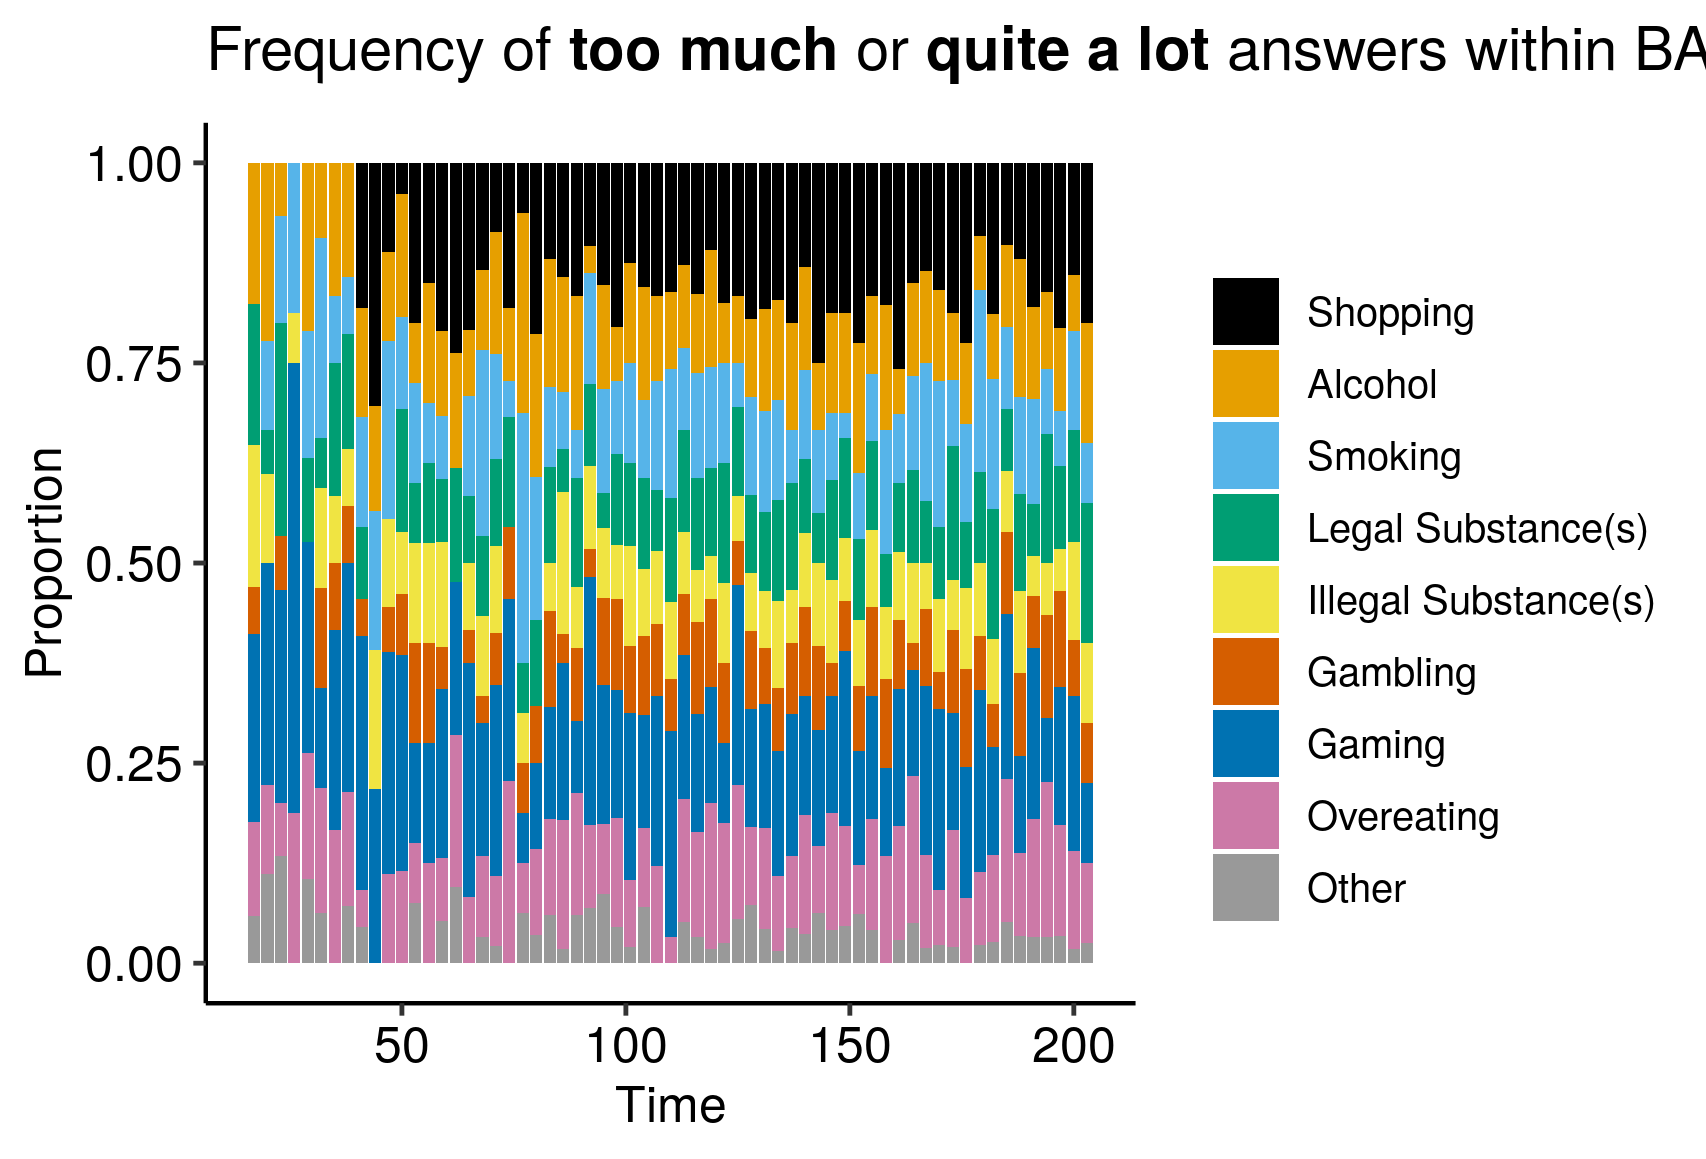 Frequency of too much or quite a lot answers within BA
1.00
0.75
0.50
0.25
0.00
Proportion
50 100 150 200
Time
Shopping
Alcohol
Smoking
Legal Substance(s)
Illegal Substance(s)
Gambling
Gaming
Overeating
Other